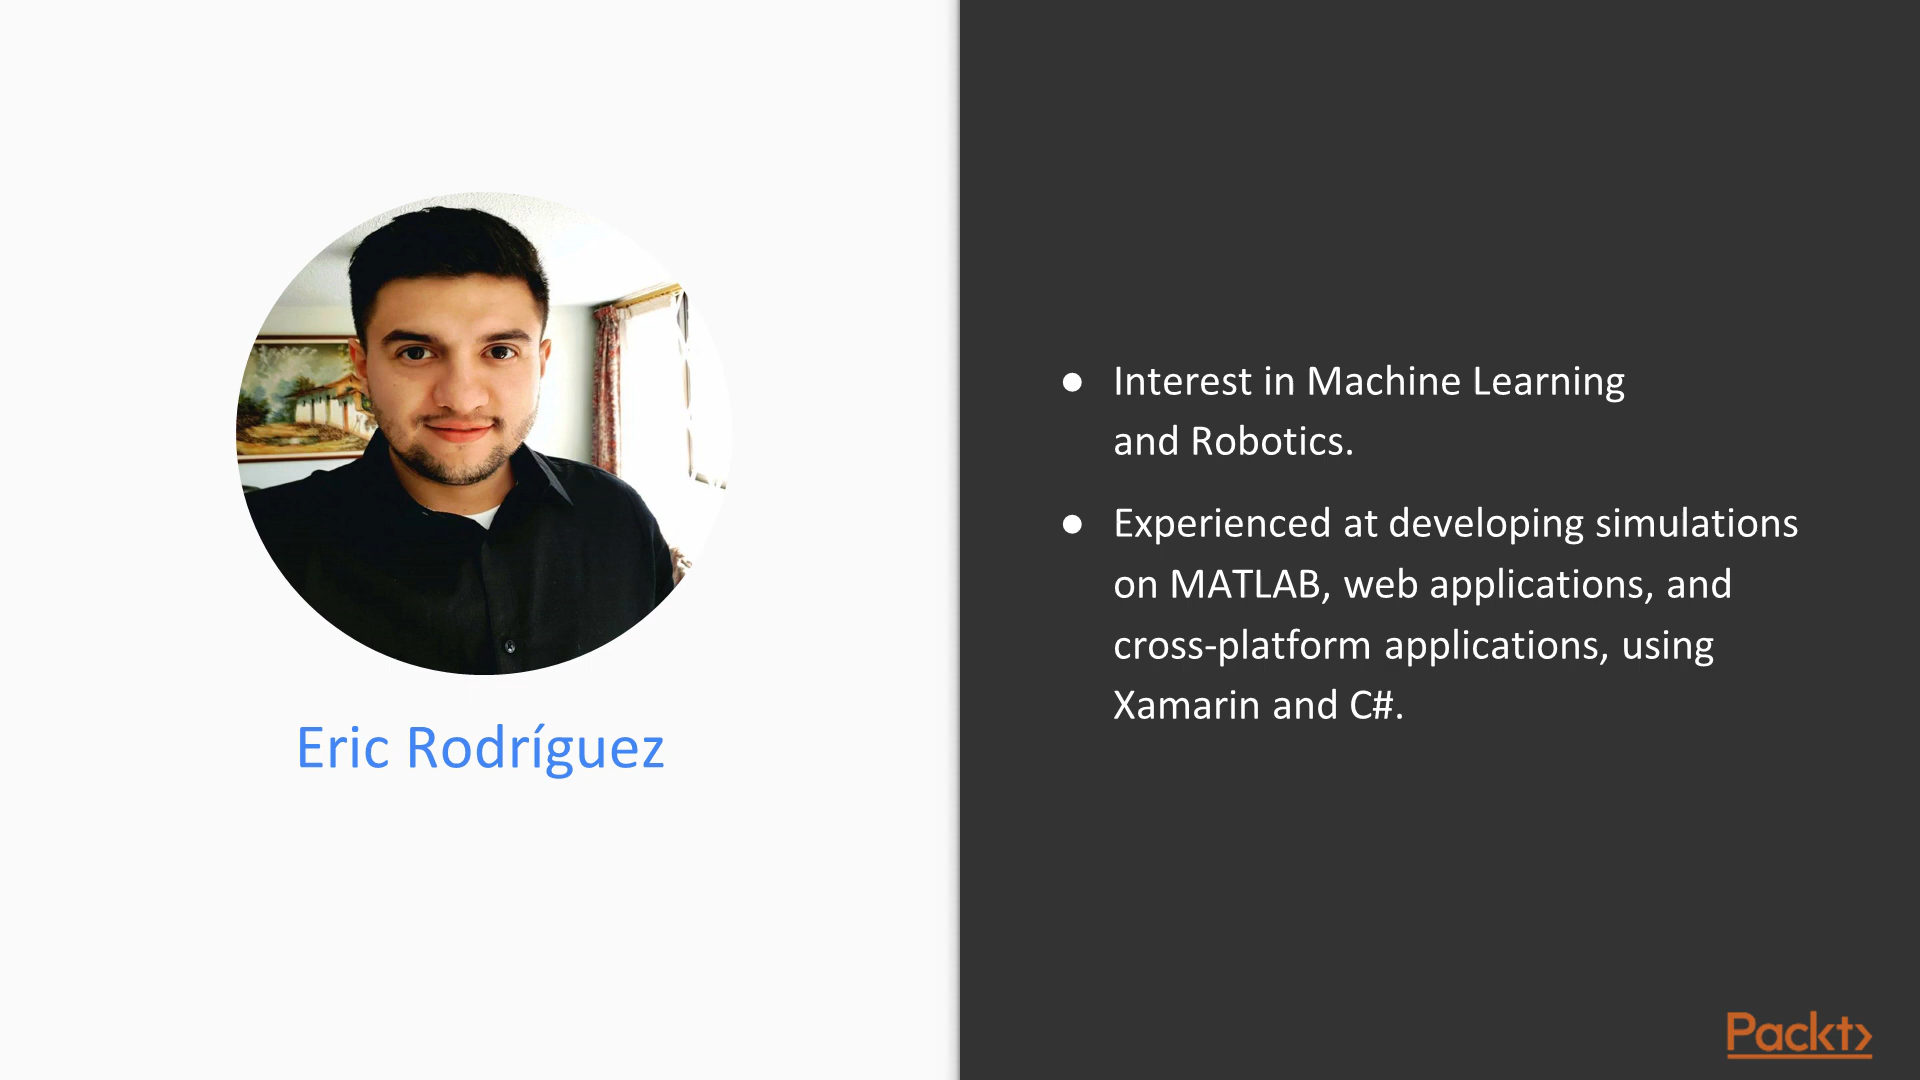 Eric Rodríguez
● Interest in Machine Learning
and Robotics.
● Experienced at developing simulations
on MATLAB, web applications, and
cross-platform applications, using
Xamarin and C#.
Packt>